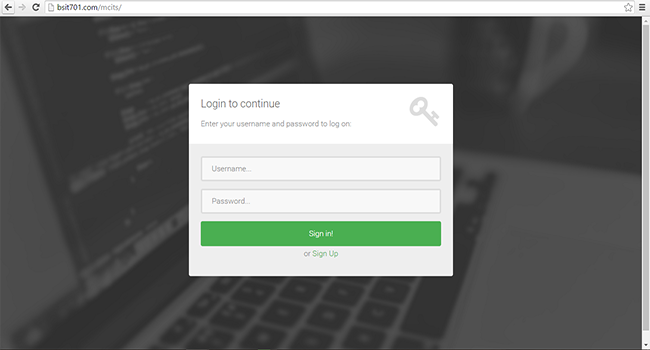 bsit701.com/mcits/
Login to continue
Enter your username and password to log on:
Username...
Password...
Sign in!
or Sign Up